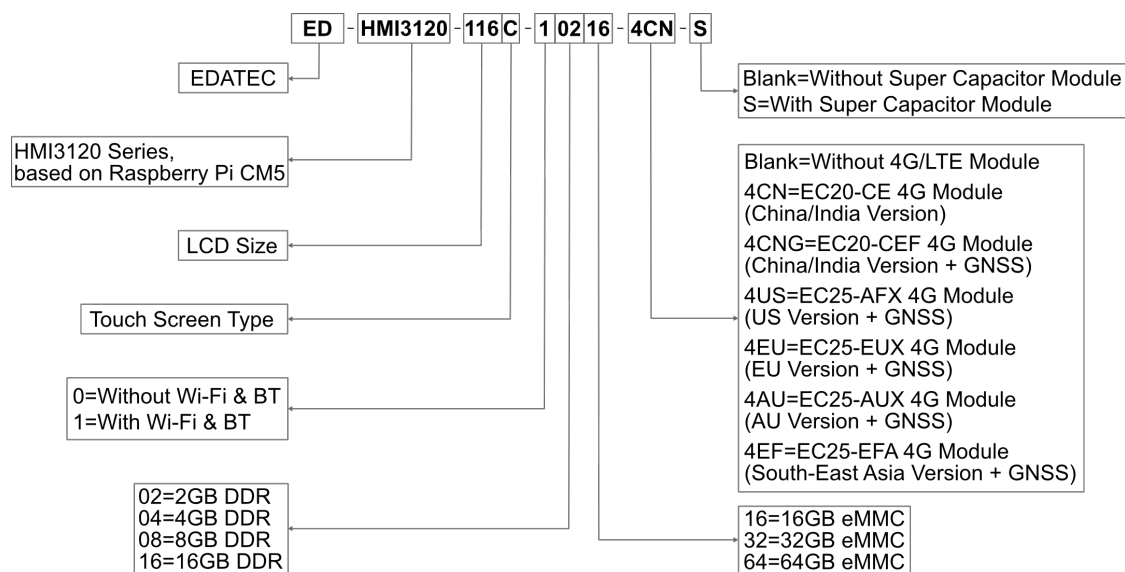 ED - HMI3120 - 116 C - 1 02 16 - 4CN - S
EDATEC
HMI3120 Series,
based on Raspberry Pi CM5
LCD Size
Touch Screen Type
0=Without Wi-Fi & BT
1=With Wi-Fi & BT
02=2GB DDR
04=4GB DDR
08=8GB DDR
16=16GB DDR
Blank=Without Super Capacitor Module
S=With Super Capacitor Module
Blank=Without 4G/LTE Module
4CN=EC20-CE 4G Module
(China/India Version)
4CNG=EC20-CEF 4G Module
(China/India Version + GNSS)
4US=EC25-AFX 4G Module
(US Version + GNSS)
4EU=EC25-EUX 4G Module
(EU Version + GNSS)
4AU=EC25-AUX 4G Module
(AU Version + GNSS)
4EF=EC25-EFA 4G Module
(South-East Asia Version + GNSS)
16=16GB eMMC
32=32GB eMMC
64=64GB eMMC